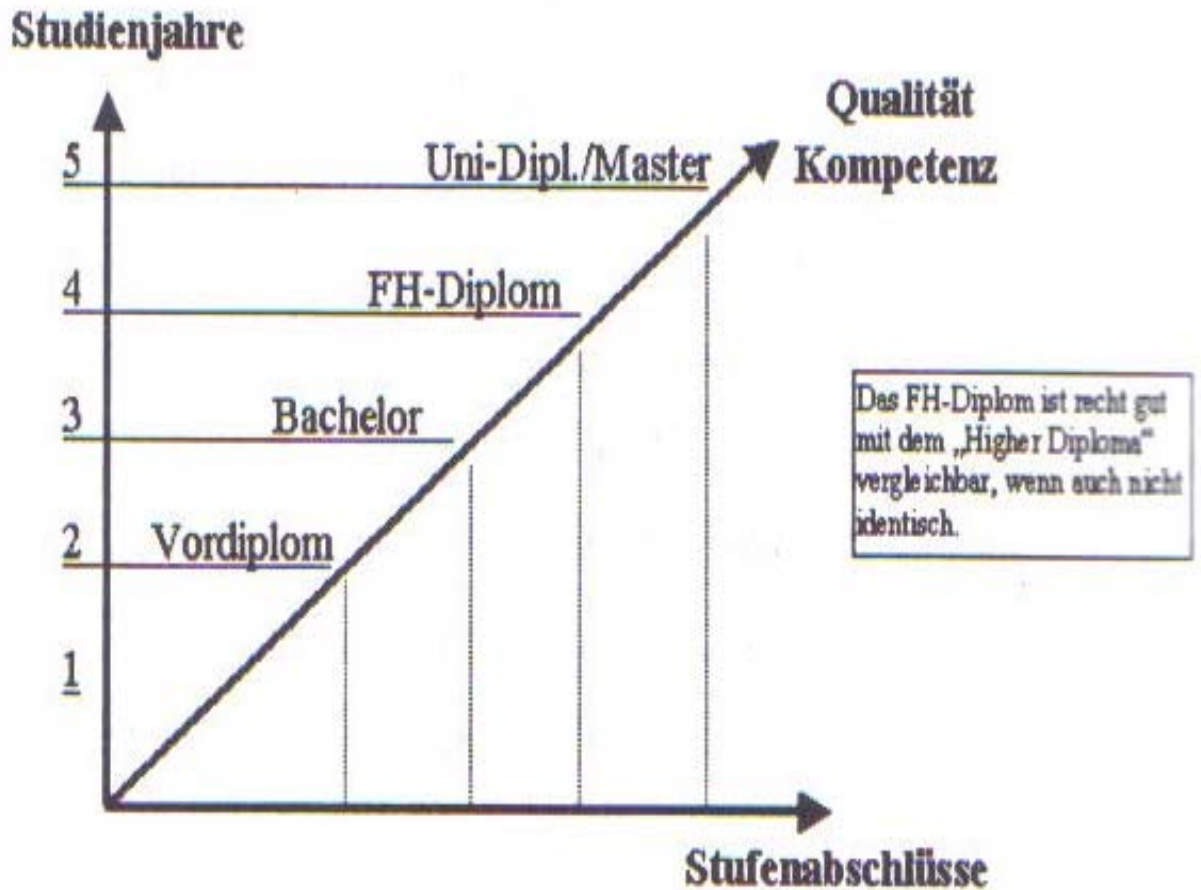 Studienjahre
Qualität
Kompetenz
5
Uni-Dipl./Master
4
FH-Diplom
3
Bachelor
2
Vordiplom
1
Das FH-Diplom ist recht gut
mit dem „Higher Diploma“
vergleichbar, wenn auch nicht
identisch.
Stufenabschlüsse